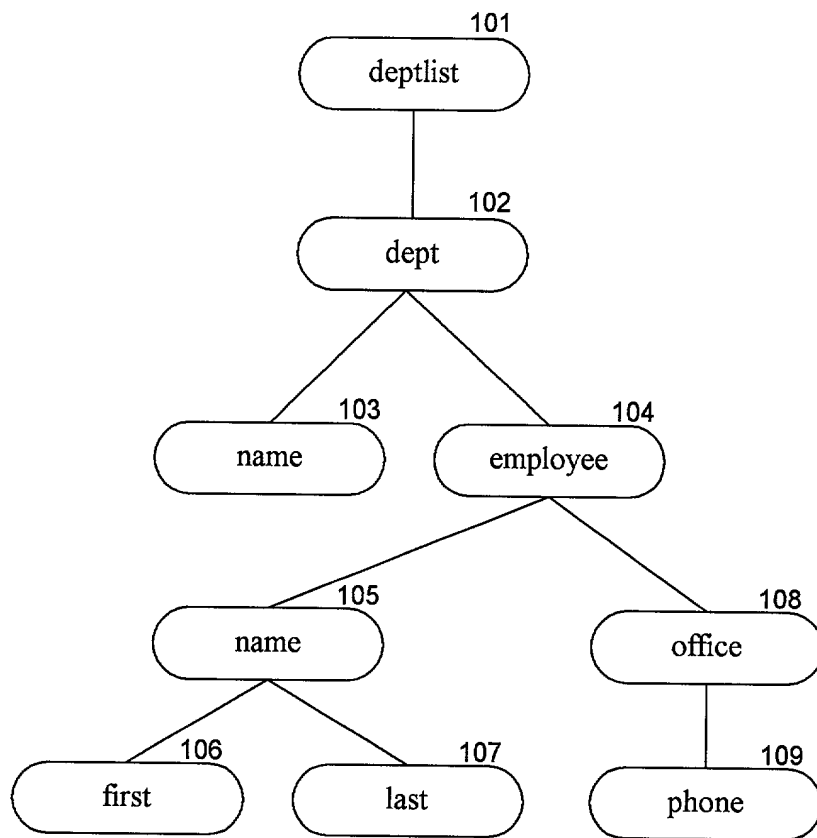 101
deptlist
102
dept
103
name
104
employee
105
name
108
office
106
first
107
last
109
phone